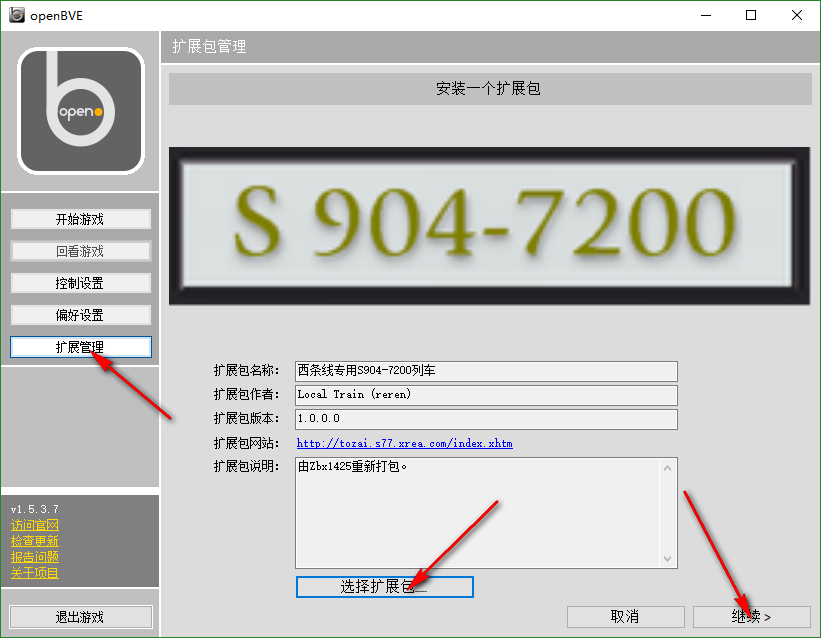 openBVE
open
开始游戏
回看游戏
控制设置
偏好设置
扩展管理
v1.5.3.7
访问官网
检查更新
报告问题
关于项目
退出游戏
扩展包管理
安装一个扩展包
S 904-7200
扩展包名称: 西条线专用S904-7200列车
扩展包作者: Local Train (reren)
扩展包版本: 1.0.0.0
扩展包网站: http://tozai.s77.xrea.com/index.xhtm
扩展包说明: 由Zbx1425重新打包。
选择扩展包...
取消
继续 >